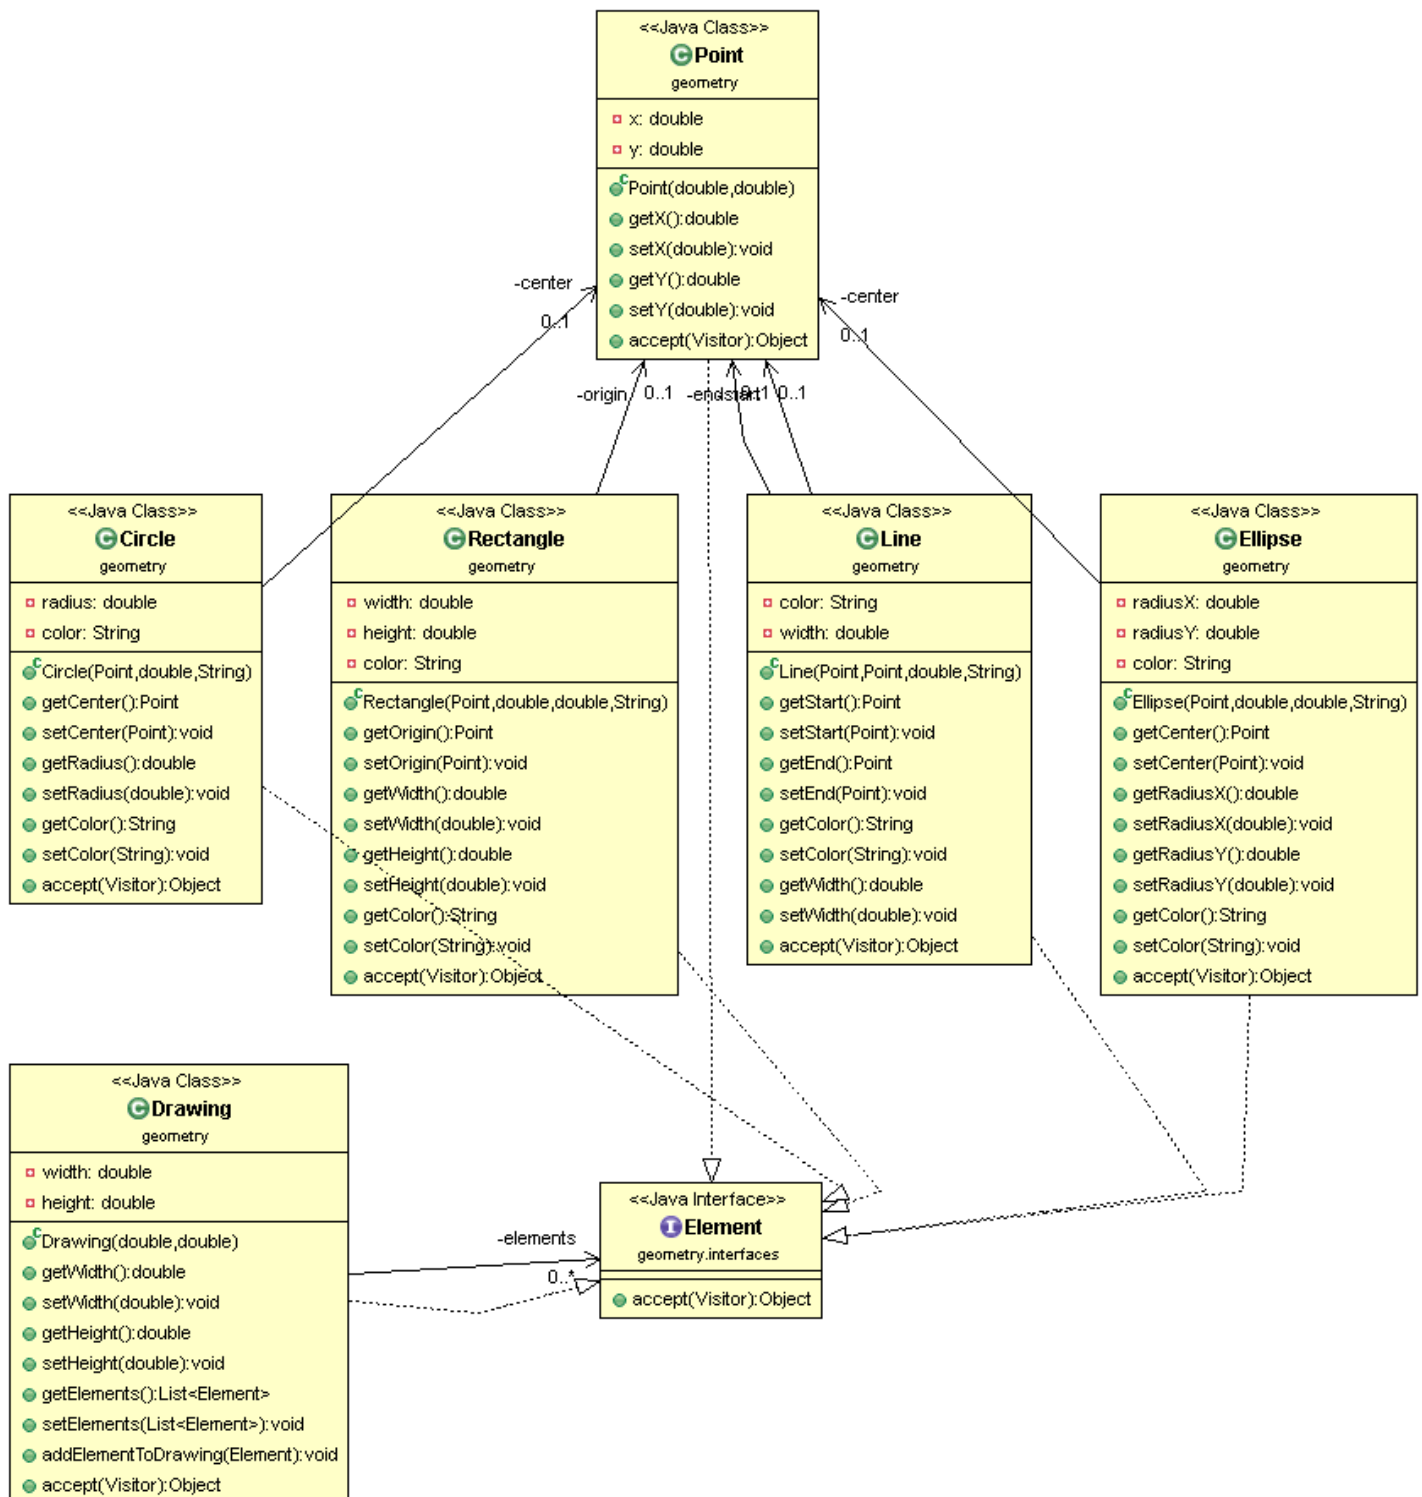 <<Java Class>>
Point
geometry
x: double
y: double
Point(double,double)
getX():double
setX(double):void
getY():double
setY(double):void
accept(Visitor):Object
-center
0..1
-center
0..1
-origin
0..1
-end
-start
0..1
0..1
<<Java Class>>
Circle
geometry
radius: double
color: String
Circle(Point,double,String)
getCenter():Point
setCenter(Point):void
getRadius():double
setRadius(double):void
getColor():String
setColor(String):void
accept(Visitor):Object
<<Java Class>>
Rectangle
geometry
width: double
height: double
color: String
Rectangle(Point,double,double,String)
getOrigin():Point
setOrigin(Point):void
getWidth():double
setWidth(double):void
getHeight():double
setHeight(double):void
getColor():String
setColor(String):void
accept(Visitor):Object
<<Java Class>>
Line
geometry
color: String
width: double
Line(Point,Point,double,String)
getStart():Point
setStart(Point):void
getEnd():Point
setEnd(Point):void
getColor():String
setColor(String):void
getWidth():double
setWidth(double):void
accept(Visitor):Object
<<Java Class>>
Ellipse
geometry
radiusX: double
radiusY: double
color: String
Ellipse(Point,double,double,String)
getCenter():Point
setCenter(Point):void
getRadiusX():double
setRadiusX(double):void
getRadiusY():double
setRadiusY(double):void
getColor():String
setColor(String):void
accept(Visitor):Object
<<Java Class>>
Drawing
geometry
width: double
height: double
Drawing(double,double)
getWidth():double
setWidth(double):void
getHeight():double
setHeight(double):void
getElements():List<Element>
setElements(List<Element>):void
addElementToDrawing(Element):void
accept(Visitor):Object
-elements
0..*
<<Java Interface>>
Element
geometry.interfaces
accept(Visitor):Object